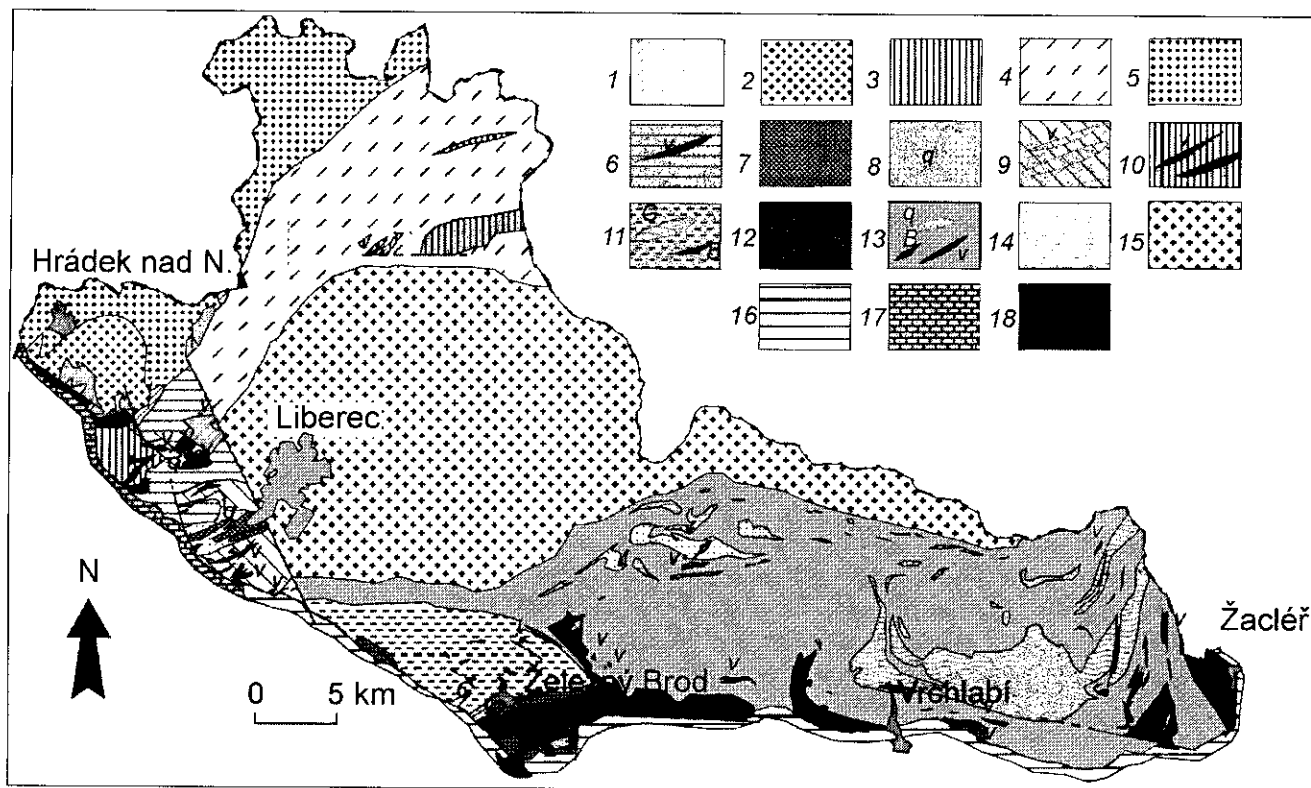 1 2 3 4 5
6 v 7 8 q 9 v 10
11 C B 12 13 q B v 14 15
16 17 18
Hrádek nad N.
Liberec
N
0 5 km
Železný Brod
Vrchlabí
Žacléř
v
v
v
v